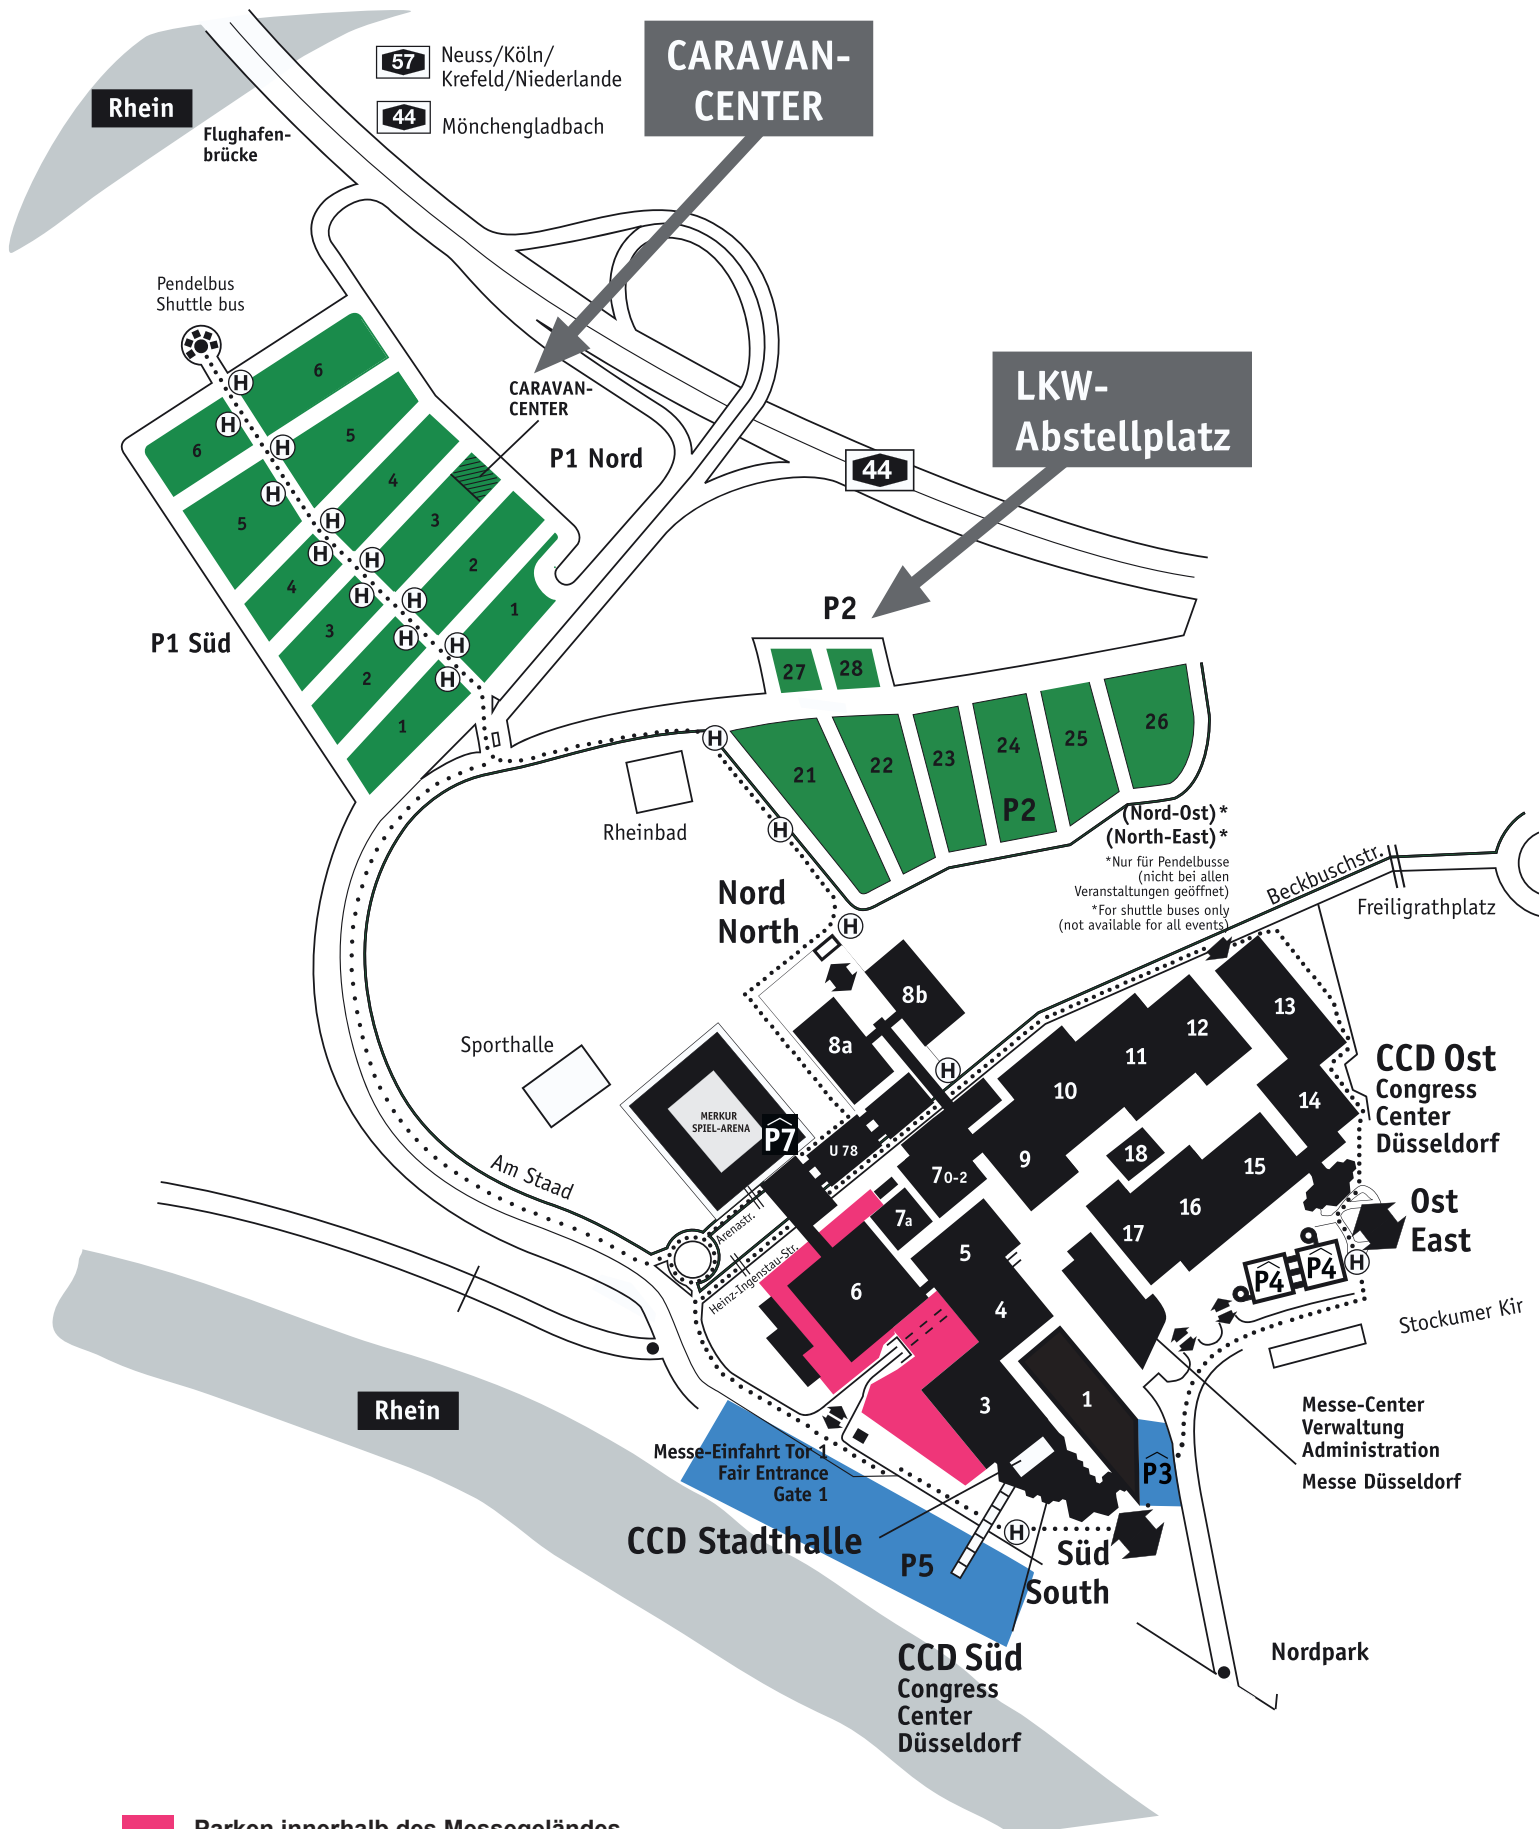 57
Neuss/Köln/
Krefeld/Niederlande
44
Mönchengladbach
CARAVAN-
CENTER
Rhein
Flughafen-
brücke
Pendelbus
Shuttle bus
CARAVAN-
CENTER
P1 Nord
LKW-
Abstellplatz
44
6
H
5
6
H
H
4
H
3
5
H
H
2
H
4
H
H
1
3
H
H
2
H
1
P1 Süd
P2
27
28
21
22
23
24
25
26
P2
H
H
Rheinbad
(Nord-Ost)*
(North-East)*
*Nur für Pendelbusse
(nicht bei allen
Veranstaltungen geöffnet)
*For shuttle buses only
(not available for all events)
Beckbuschstr.
Freiligrathplatz
Nord
North
H
8b
8a
H
13
12
11
10
9
14
18
15
16
17
CCD Ost
Congress
Center
Düsseldorf
Ost
East
H
P4
P4
Stockumer Kir
Sporthalle
MERKUR
SPIEL-ARENA
P7
U 78
70-2
7a
Am Staad
Arenastr.
Heinz-Ingenstau-Str.
5
6
4
3
1
P3
Messe-Center
Verwaltung
Administration
Messe Düsseldorf
Rhein
Messe-Einfahrt Tor 1
Fair Entrance
Gate 1
CCD Stadthalle
H
P5
Süd
South
CCD Süd
Congress
Center
Düsseldorf
Nordpark
Parken innerhalb des Messegeländes